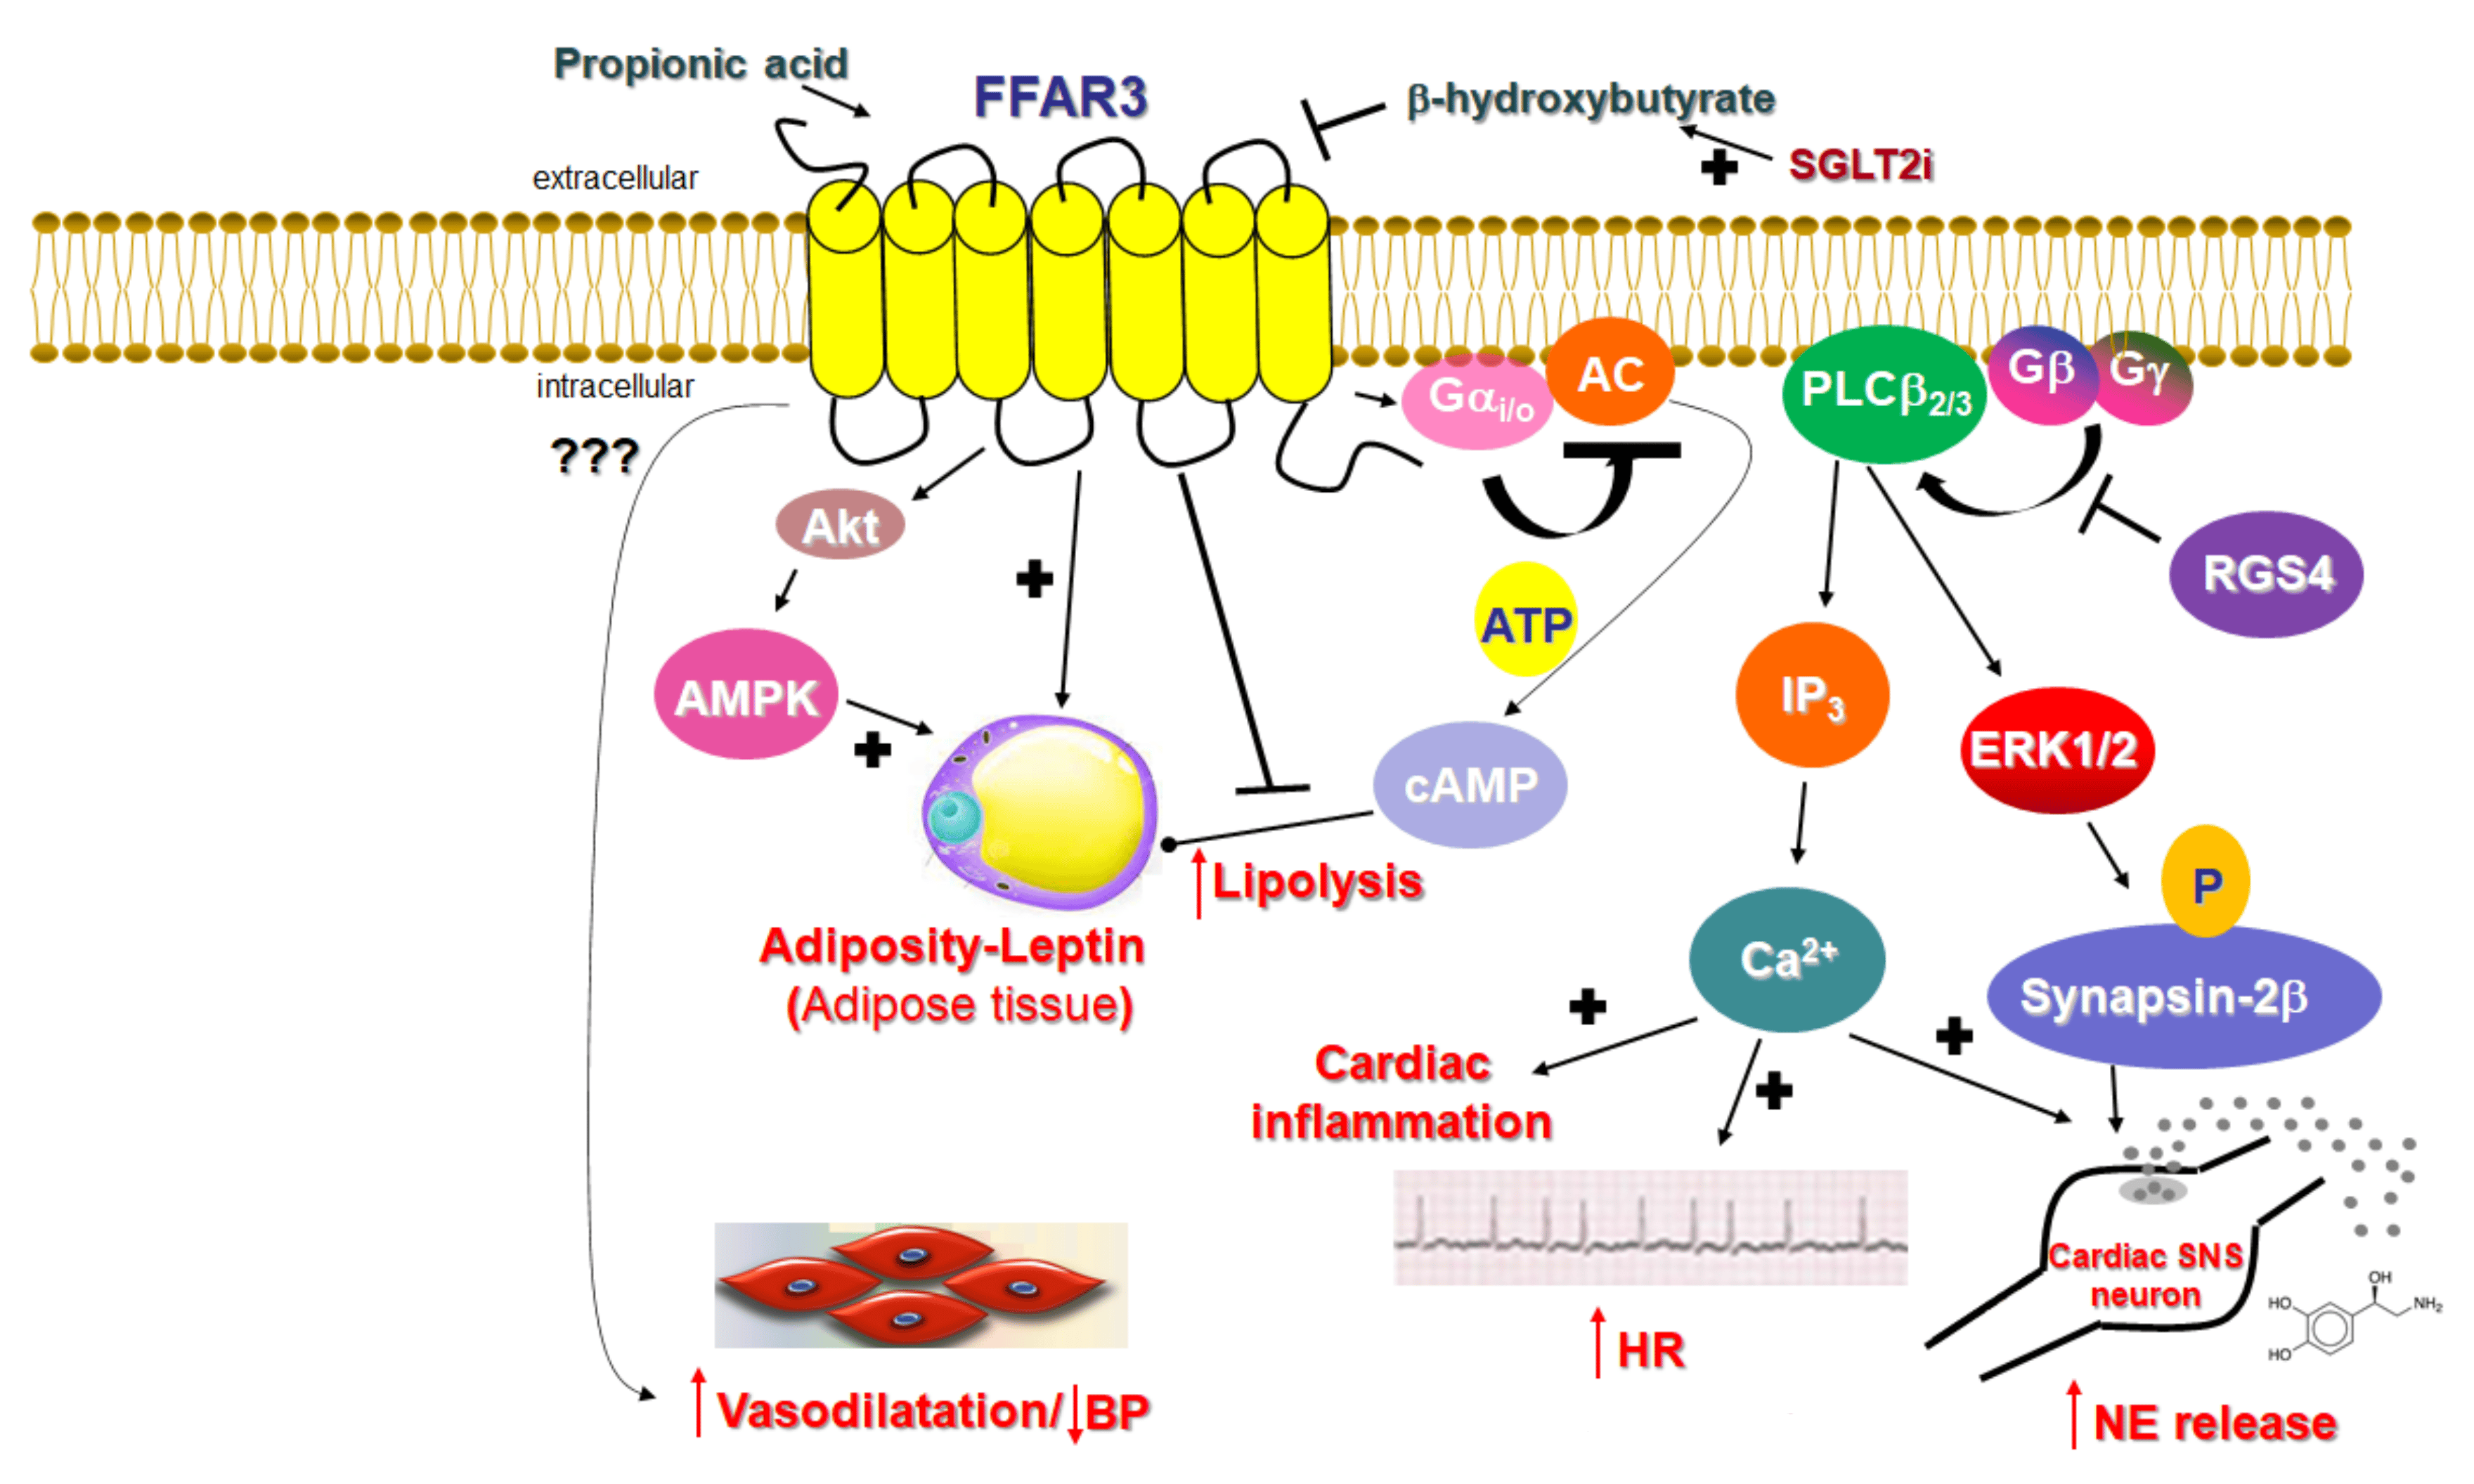 Propionic acid
FFAR3
β-hydroxybutyrate
SGLT2i
extracellular
intracellular
???
Gαi/o
AC
PLCβ2/3
Gβ
Gγ
RGS4
Akt
AMPK
ATP
cAMP
IP3
ERK1/2
P
Synapsin-2β
Ca2+
Lipolysis
Adiposity-Leptin
(Adipose tissue)
Cardiac
inflammation
HR
Cardiac SNS
neuron
OH
HO
NH2
HO
NE release
Vasodilatation/ BP